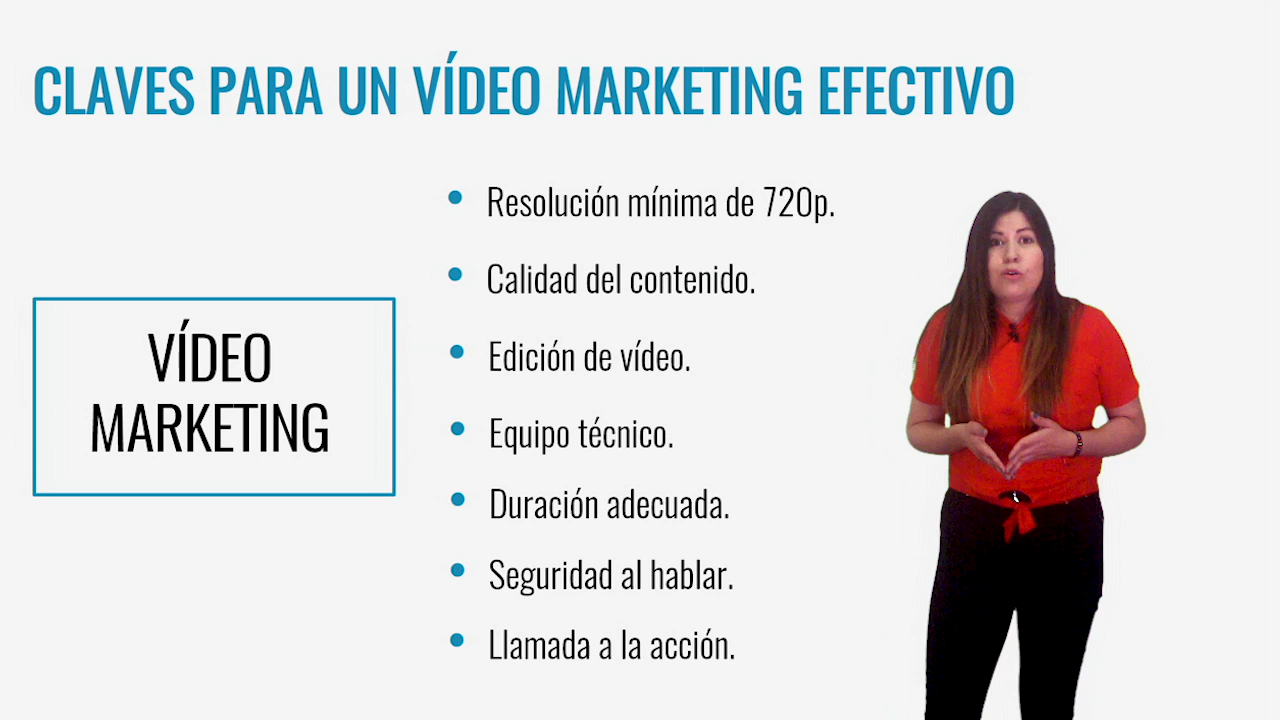 CLAVES PARA UN VÍDEO MARKETING EFECTIVO
VÍDEO
MARKETING
Resolución mínima de 720p.
Calidad del contenido.
Edición de vídeo.
Equipo técnico.
Duración adecuada.
Seguridad al hablar.
Llamada a la acción.